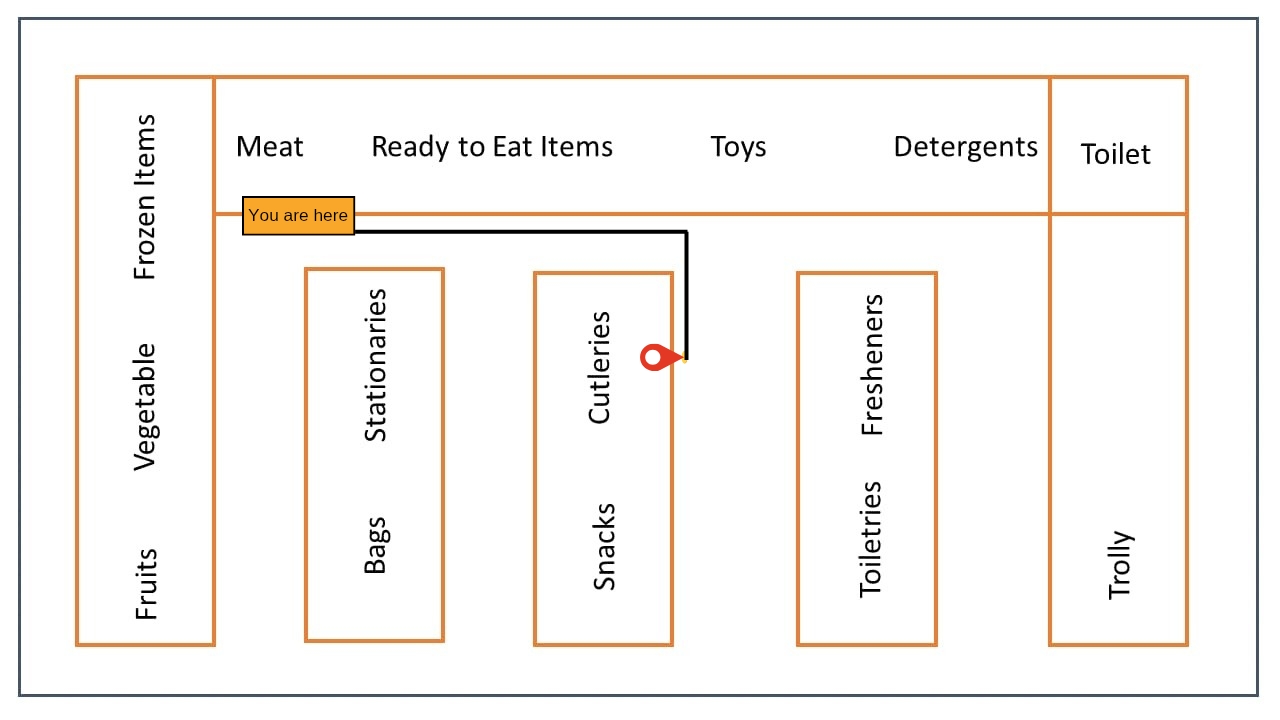 Meat
Ready to Eat Items
Toys
Detergents
Toilet
You are here
Frozen Items
Vegetable
Fruits
Stationaries
Bags
Cutleries
Snacks
Fresheners
Toiletries
Trolly